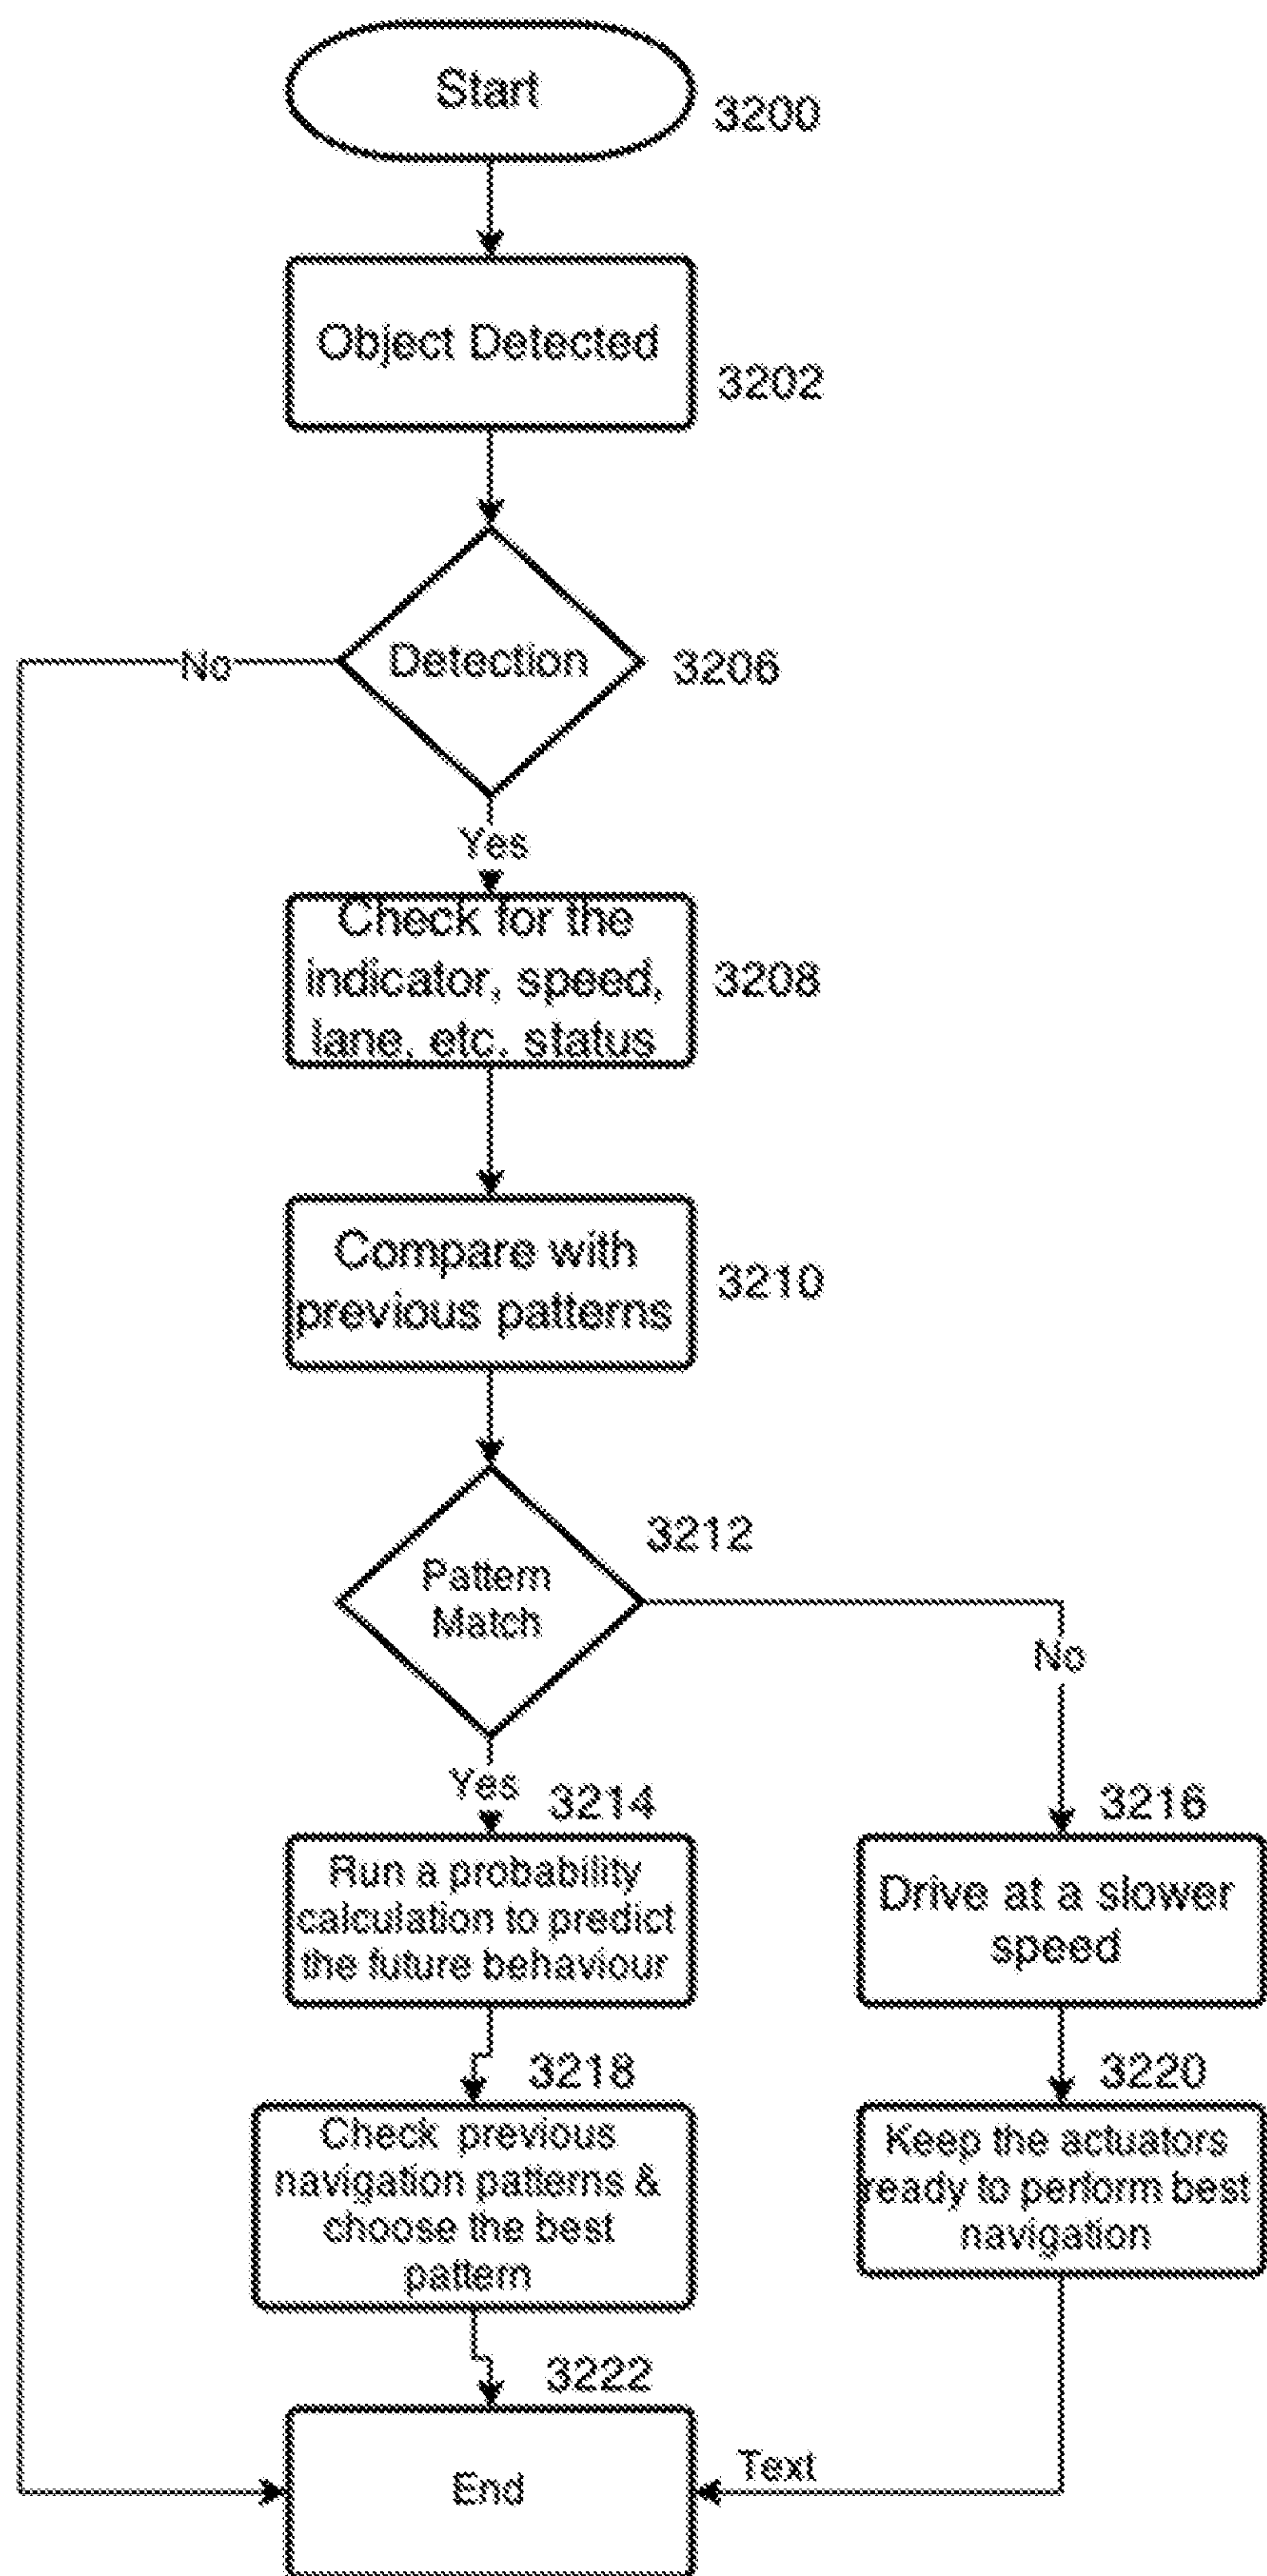 Start
3200
Object Detected
3202
Detection
3206
No
Yes
Check for the
indicator, speed,
lane, etc. status
3208
Compare with
previous patterns
3210
Pattern
Match
3212
No
Yes
3214
Run a probability
calculation to predict
the future behaviour
3216
Drive at a slower
speed
3218
Check previous
navigation patterns &
choose the best
pattern
3220
Keep the actuators
ready to perform best
navigation
3222
End
Text